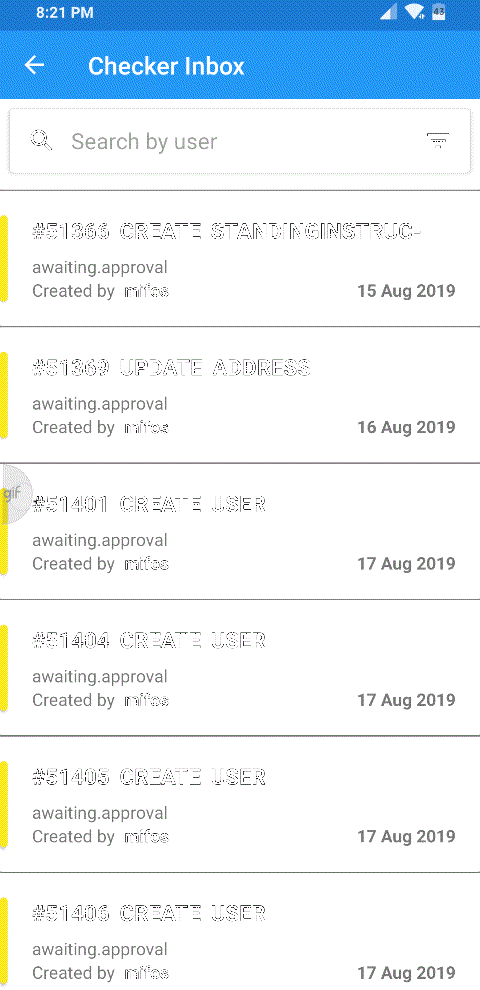 8:21 PM
43
Checker Inbox
Search by user
#51366 CREATE STANDINGINSTRUC-
awaiting.approval
Created by mifos
15 Aug 2019
#51369 UPDATE ADDRESS
awaiting.approval
Created by mifos
16 Aug 2019
gif
#51401 CREATE USER
awaiting.approval
Created by mifos
17 Aug 2019
#51404 CREATE USER
awaiting.approval
Created by mifos
17 Aug 2019
#51405 CREATE USER
awaiting.approval
Created by mifos
17 Aug 2019
#51406 CREATE USER
awaiting.approval
Created by mifos
17 Aug 2019